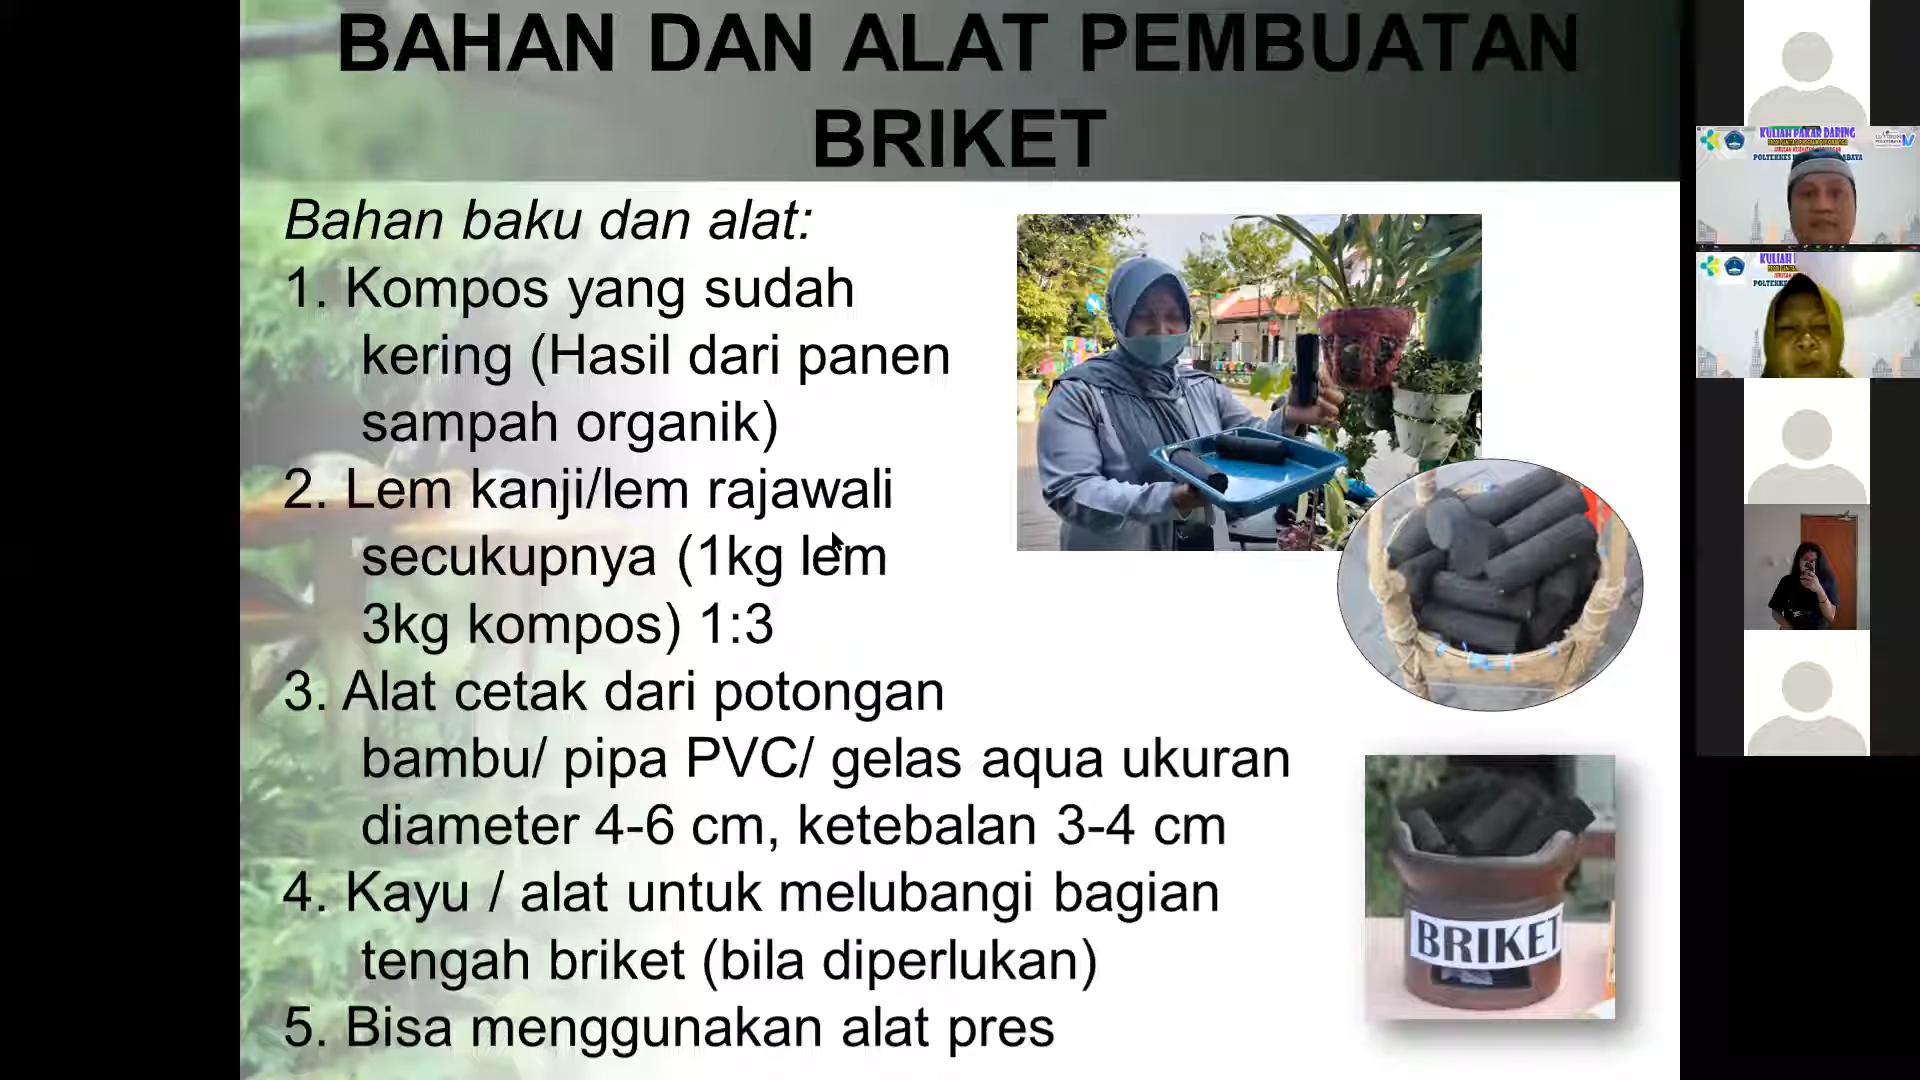 BAHAN DAN ALAT PEMBUATAN
BRIKET
Bahan baku dan alat:
1. Kompos yang sudah
kering (Hasil dari panen
sampah organik)
2. Lem kanji/lem rajawali
secukupnya (1kg lem
3kg kompos) 1:3
3. Alat cetak dari potongan
bambu/ pipa PVC/ gelas aqua ukuran
diameter 4-6 cm, ketebalan 3-4 cm
4. Kayu / alat untuk melubangi bagian
tengah briket (bila diperlukan)
5. Bisa menggunakan alat pres
BRIKET
KULIAH PAKAR DARING
POLTEKKES
KULIAH